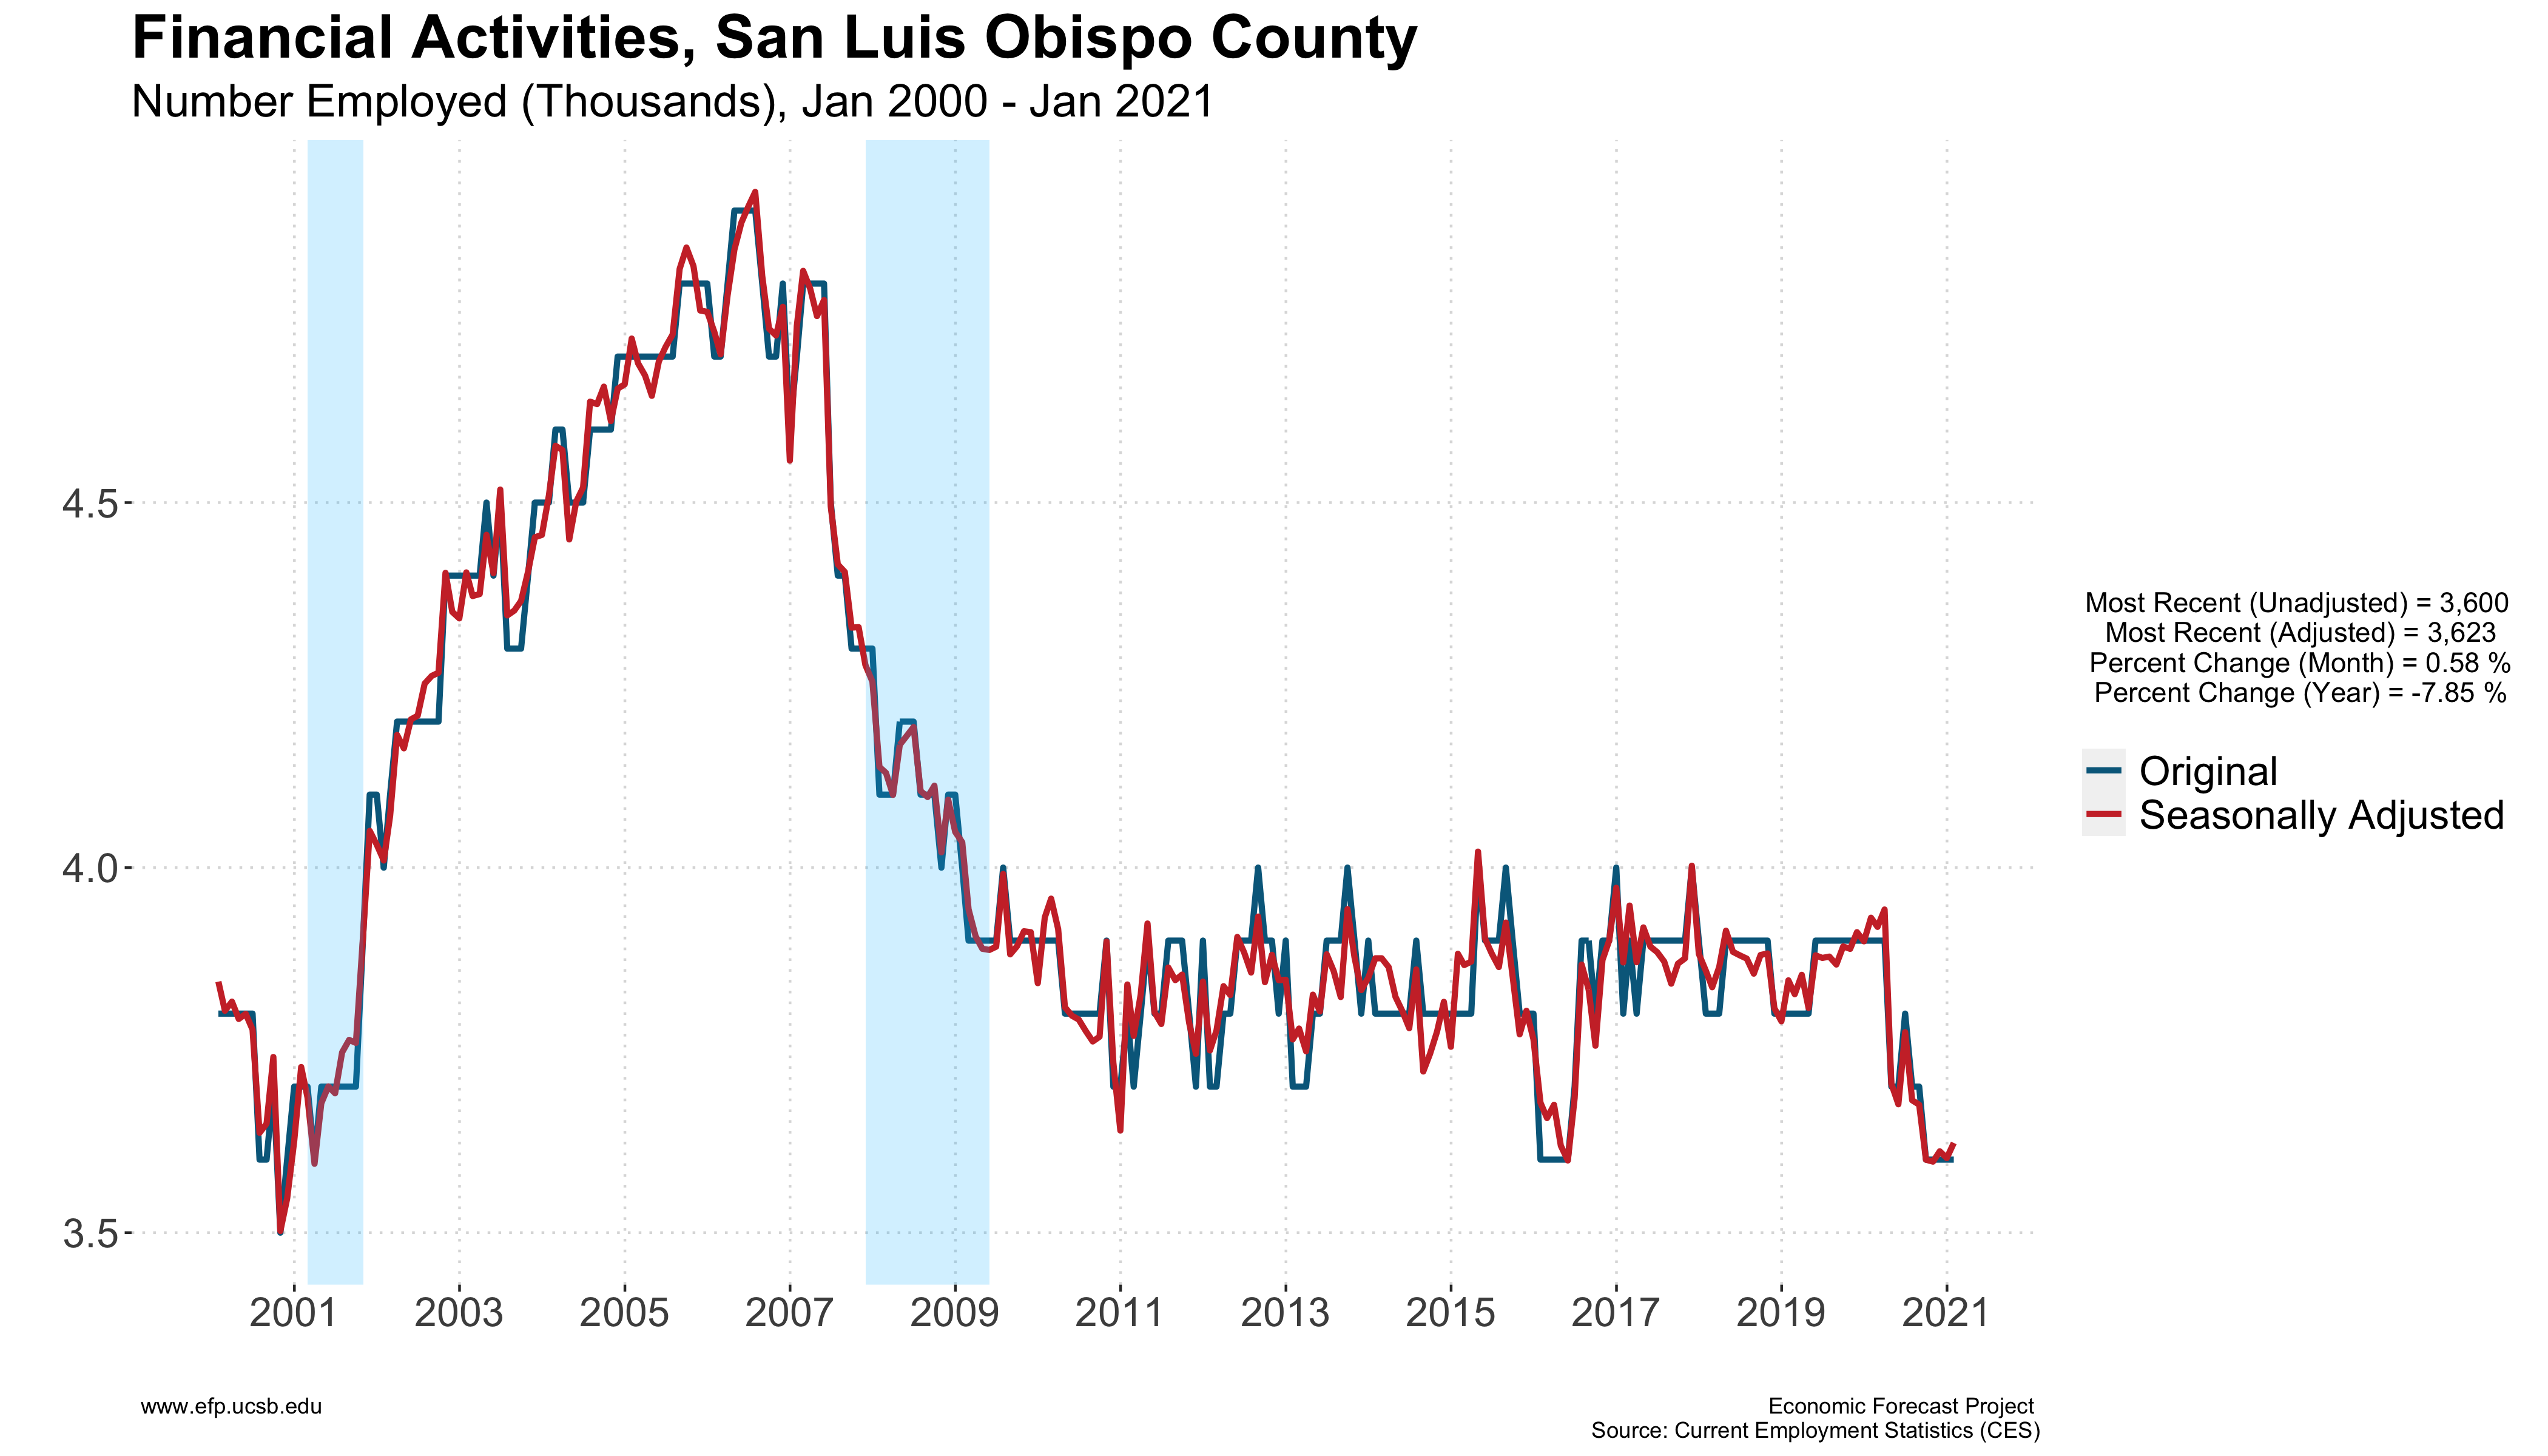 Financial Activities, San Luis Obispo County
Number Employed (Thousands), Jan 2000 - Jan 2021
4.5
4.0
3.5
2001 2003 2005 2007 2009 2011 2013 2015 2017 2019 2021
Most Recent (Unadjusted) = 3,600
Most Recent (Adjusted) = 3,623
Percent Change (Month) = 0.58 %
Percent Change (Year) = -7.85 %
Original
Seasonally Adjusted
www.efp.ucsb.edu
Economic Forecast Project
Source: Current Employment Statistics (CES)